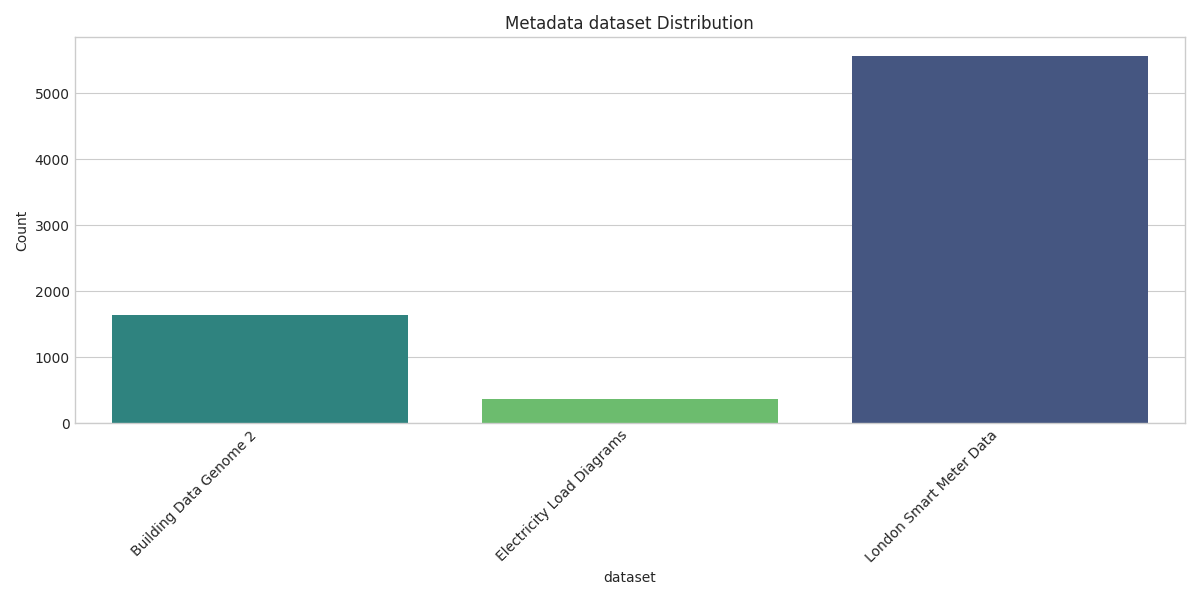 Metadata dataset Distribution
Count
5000
4000
3000
2000
1000
0
Building Data Genome 2
Electricity Load Diagrams
London Smart Meter Data
dataset